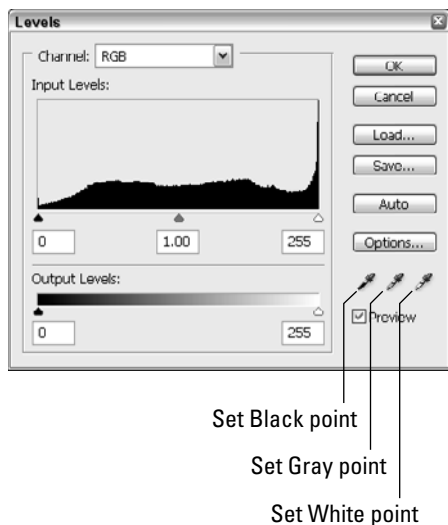 Levels
Channel: RGB
Input Levels:
0 1.00 255
Output Levels:
0 255
OK
Cancel
Load...
Save...
Auto
Options...
Preview
Set Black point
Set Gray point
Set White point